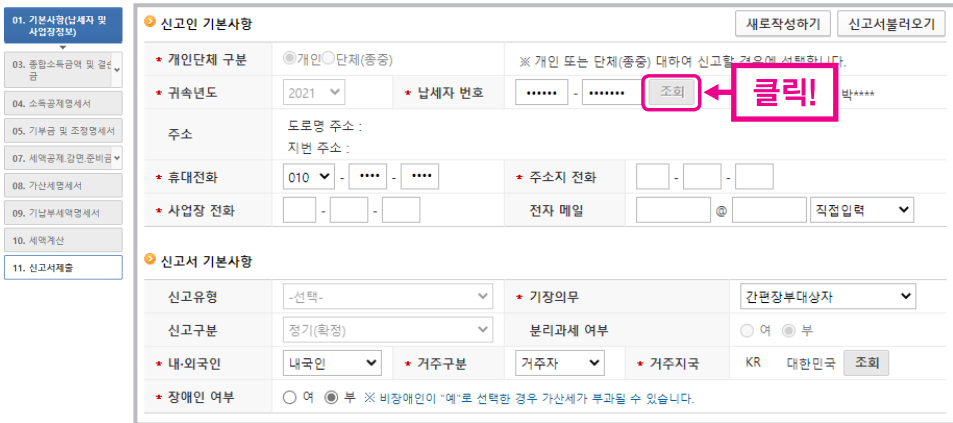 01. 기본사항(납세자 및
사업장정보)
03. 종합소득금액 및 결손
금
04. 소득공제명세서
05. 기부금 및 조정명세서
07. 세액공제.감면.준비금
08. 가산세명세서
09. 기납부세액명세서
10. 세액계산
11. 신고서제출
신고인 기본사항 새로작성하기 신고서불러오기
* 개인단체 구분 개인 단체(종중) ※ 개인 또는 단체(종중) 대하여 신고할 경우에 선택합니다.
* 귀속년도 2021 * 납세자 번호 •••••• - ••••••• 조회 클릭! 박****
주소 도로명 주소 :
지번 주소 :
* 휴대전화 010 - •••• - •••• * 주소지 전화 - -
* 사업장 전화 - - 전자 메일 @ 직접입력
신고서 기본사항
신고유형 -선택- * 기장의무 간편장부대상자
신고구분 정기(확정) 분리과세 여부 여 부
* 내·외국인 내국인 * 거주구분 거주자 * 거주지국 KR 대한민국 조회
* 장애인 여부 여 부 ※ 비장애인이 "예"로 선택한 경우 가산세가 부과될 수 있습니다.